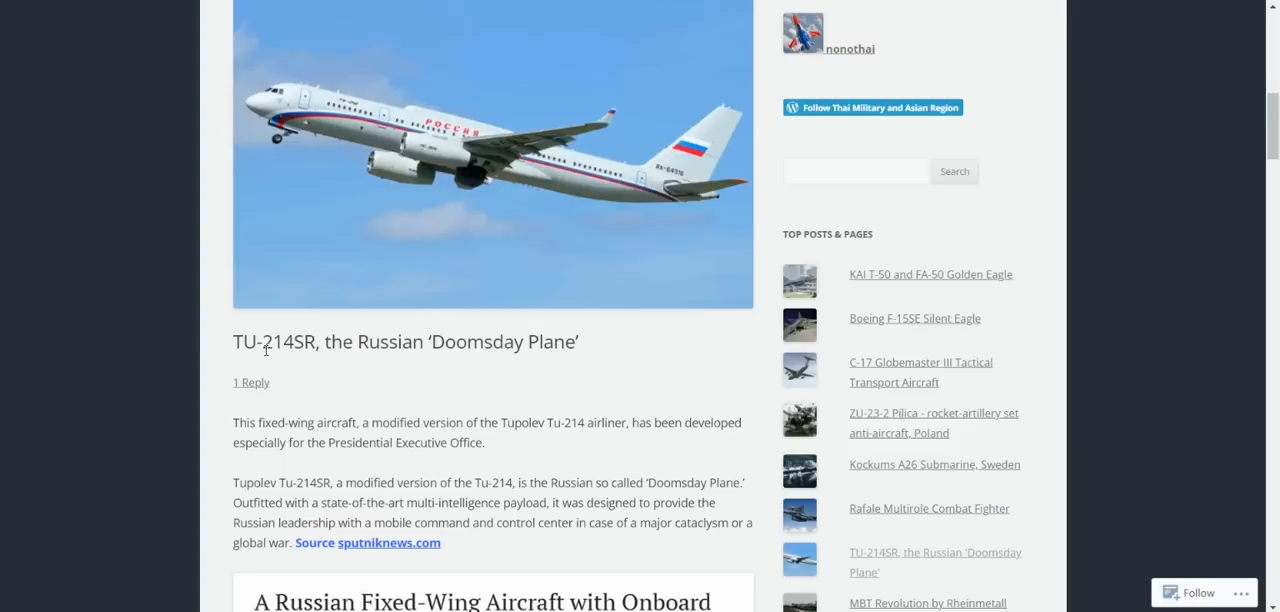 РОССИЯ
RA-64516
TU-214SR, the Russian ‘Doomsday Plane’
1 Reply
This fixed-wing aircraft, a modified version of the Tupolev Tu-214 airliner, has been developed
especially for the Presidential Executive Office.
Tupolev Tu-214SR, a modified version of the Tu-214, is the Russian so called ‘Doomsday Plane.’
Outfitted with a state-of-the-art multi-intelligence payload, it was designed to provide the
Russian leadership with a mobile command and control center in case of a major cataclysm or a
global war. Source sputniknews.com
A Russian Fixed-Wing Aircraft with Onboard
nonothai
Follow Thai Military and Asian Region
Search
TOP POSTS & PAGES
KAI T-50 and FA-50 Golden Eagle
Boeing F-15SE Silent Eagle
C-17 Globemaster III Tactical
Transport Aircraft
ZU-23-2 Pilica - rocket-artillery set
anti-aircraft, Poland
Kockums A26 Submarine, Sweden
Rafale Multirole Combat Fighter
TU-214SR, the Russian ‘Doomsday
Plane’
MBT Revolution by Rheinmetall
Follow